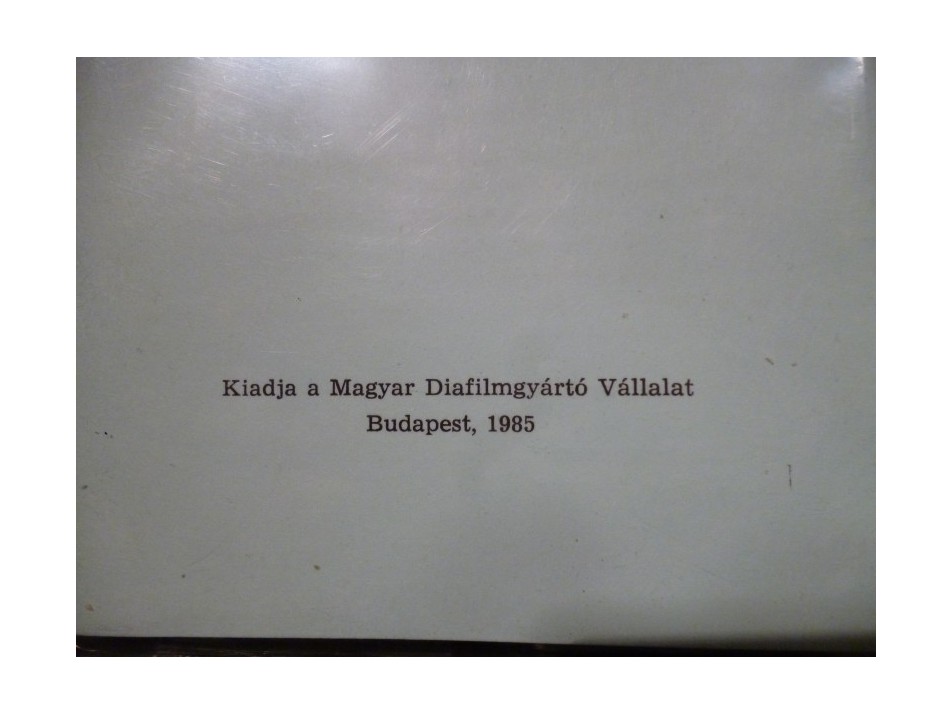 Kiadja a Magyar Diafilmgyártó Vállalat
Budapest, 1985